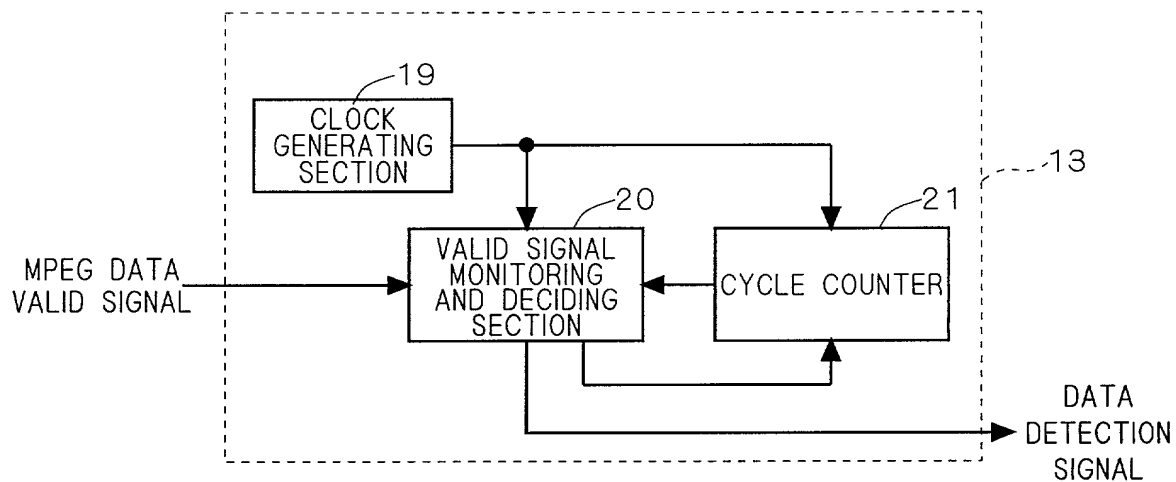 19
CLOCK
GENERATING
SECTION
13
20
21
VALID SIGNAL
MONITORING
AND DECIDING
SECTION
CYCLE COUNTER
MPEG DATA
VALID SIGNAL
DATA
DETECTION
SIGNAL